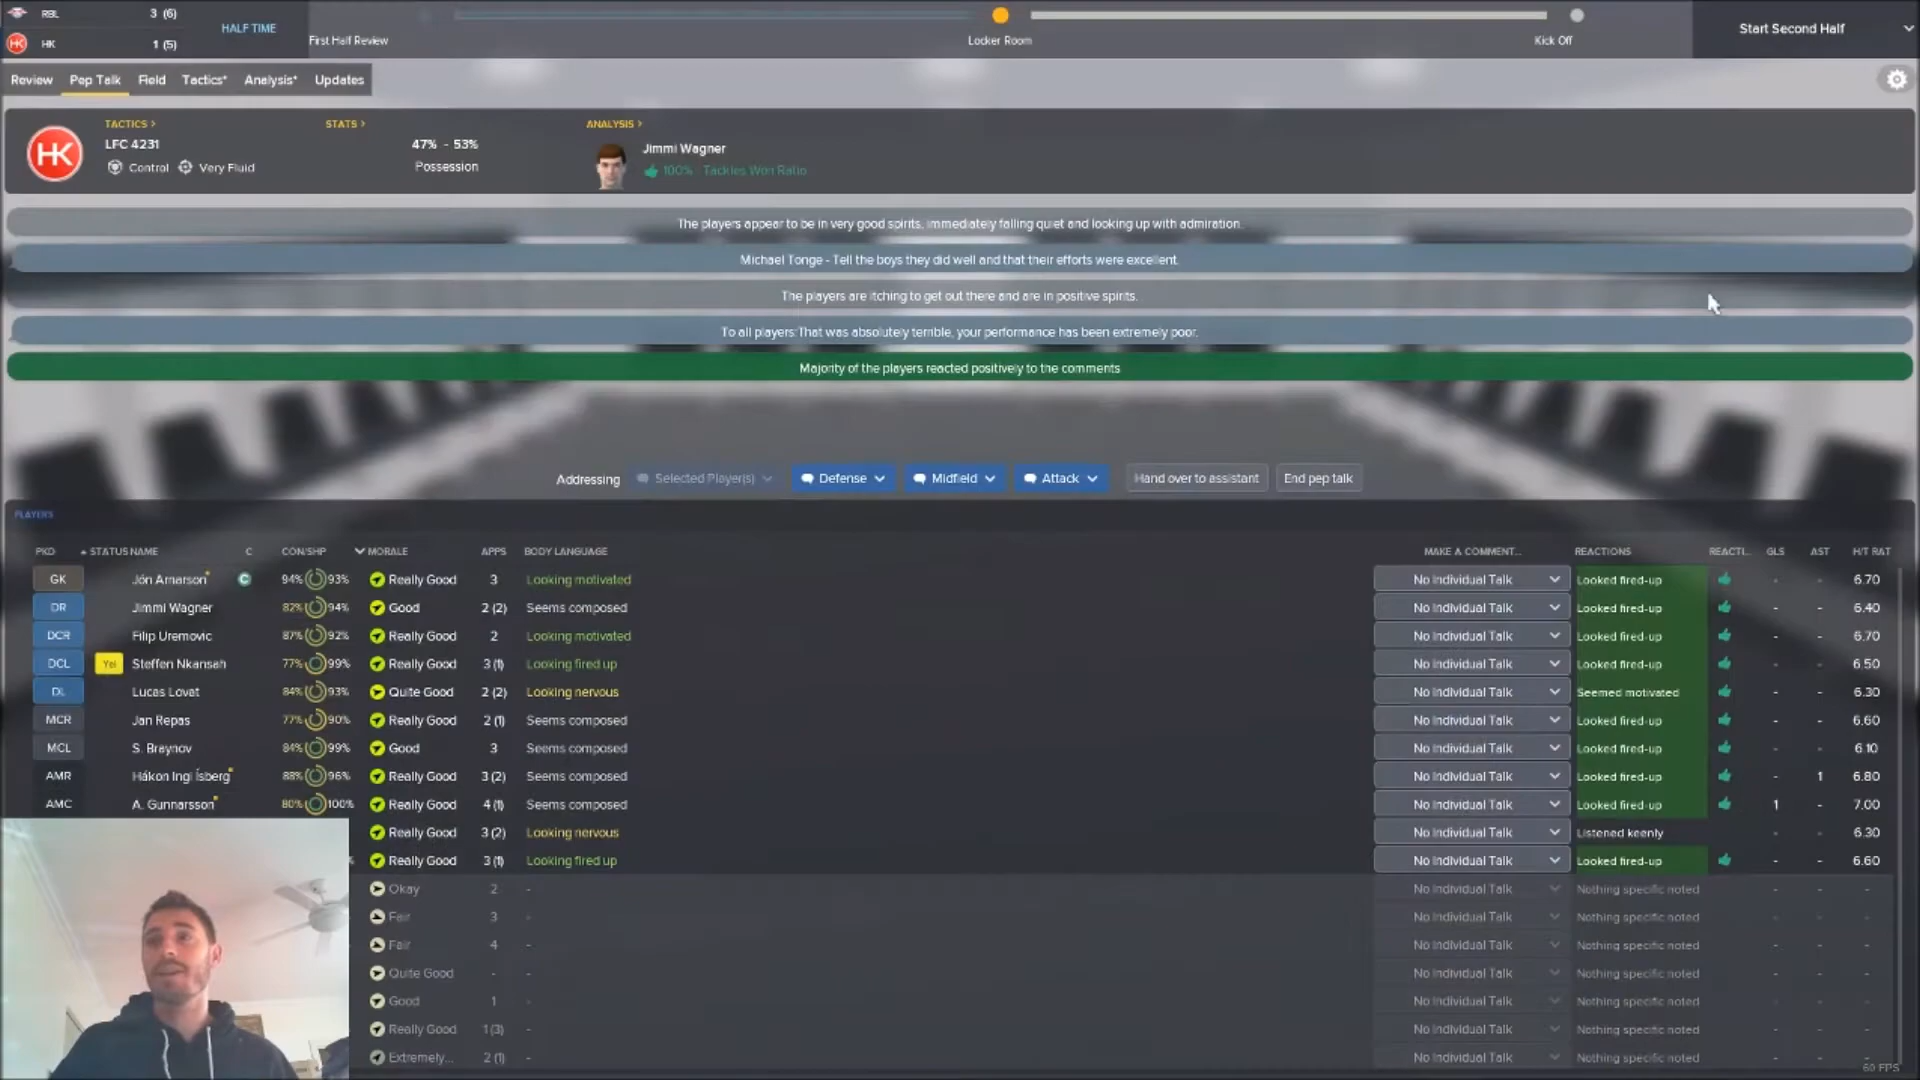 RBL 3 (6)
HK HK 1 (5)
HALF TIME
First Half Review
Locker Room
Kick Off
Start Second Half
Review Pep Talk Field Tactics* Analysis* Updates
HK
TACTICS >
LFC 4231
Control Very Fluid
STATS >
47% - 53%
Possession
ANALYSIS >
Jimmi Wagner
100% Tackles Won Ratio
The players appear to be in very good spirits, immediately falling quiet and looking up with admiration.
Michael Tonge - Tell the boys they did well and that their efforts were excellent.
The players are itching to get out there and are in positive spirits.
To all players:That was absolutely terrible, your performance has been extremely poor.
Majority of the players reacted positively to the comments
Addressing Selected Player(s) Defense Midfield Attack Hand over to assistant End pep talk
PLAYERS
PKD STATUS NAME C CON/SHP MORALE APPS BODY LANGUAGE MAKE A COMMENT... REACTIONS REACTI... GLS AST H/T RAT
GK Jón Arnarson* C 94% 93% Really Good 3 Looking motivated No Individual Talk Looked fired-up - - 6.70
DR Jimmi Wagner 82% 94% Good 2 (2) Seems composed No Individual Talk Looked fired-up - - 6.40
DCR Filip Uremovic 87% 92% Really Good 2 Looking motivated No Individual Talk Looked fired-up - - 6.70
DCL Yel Steffen Nkansah 77% 99% Really Good 3 (1) Looking fired up No Individual Talk Looked fired-up - - 6.50
DL Lucas Lovat 84% 93% Quite Good 2 (2) Looking nervous No Individual Talk Seemed motivated - - 6.30
MCR Jan Repas 77% 90% Really Good 2 (1) Seems composed No Individual Talk Looked fired-up - - 6.60
MCL S. Braynov 84% 99% Good 3 Seems composed No Individual Talk Looked fired-up - - 6.10
AMR Hákon Ingi Ísberg* 88% 96% Really Good 3 (2) Seems composed No Individual Talk Looked fired-up - 1 6.80
AMC A. Gunnarsson* 80% 100% Really Good 4 (1) Seems composed No Individual Talk Looked fired-up 1 - 7.00
Really Good 3 (2) Looking nervous No Individual Talk Listened keenly - - 6.30
Really Good 3 (1) Looking fired up No Individual Talk Looked fired-up - - 6.60
Okay 2 - No Individual Talk Nothing specific noted - - -
Fair 3 - No Individual Talk Nothing specific noted - - -
Fair 4 - No Individual Talk Nothing specific noted - - -
Quite Good - - No Individual Talk Nothing specific noted - - -
Good 1 - No Individual Talk Nothing specific noted - - -
Really Good 1 (3) - No Individual Talk Nothing specific noted - - -
Extremely... 2 (1) - No Individual Talk Nothing specific noted - - -
60 FPS